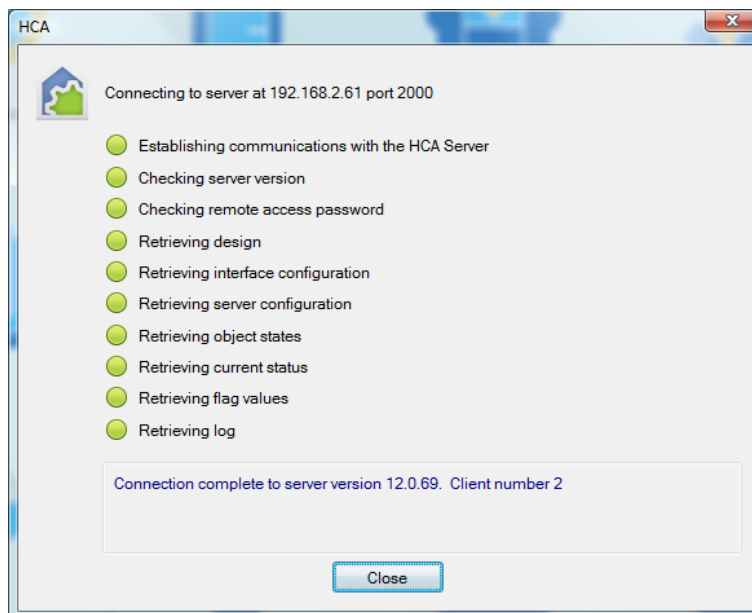 HCA
Connecting to server at 192.168.2.61 port 2000
Establishing communications with the HCA Server
Checking server version
Checking remote access password
Retrieving design
Retrieving interface configuration
Retrieving server configuration
Retrieving object states
Retrieving current status
Retrieving flag values
Retrieving log
Connection complete to server version 12.0.69.  Client number 2
Close